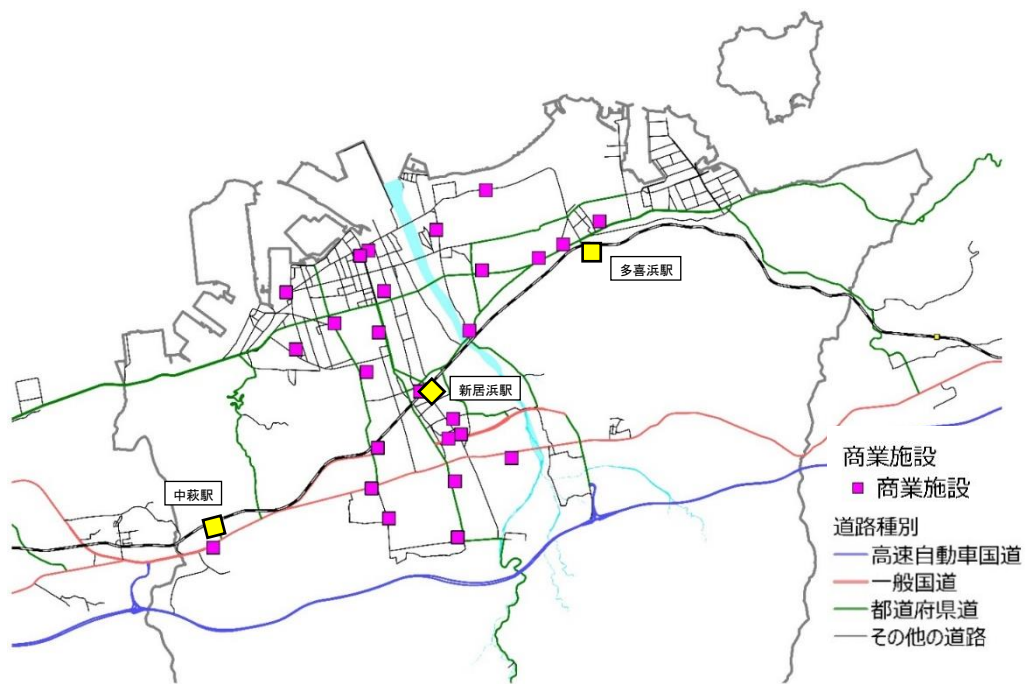 多喜浜駅
新居浜駅
中萩駅
商業施設
商業施設
道路種別
高速自動車国道
一般国道
都道府県道
その他の道路